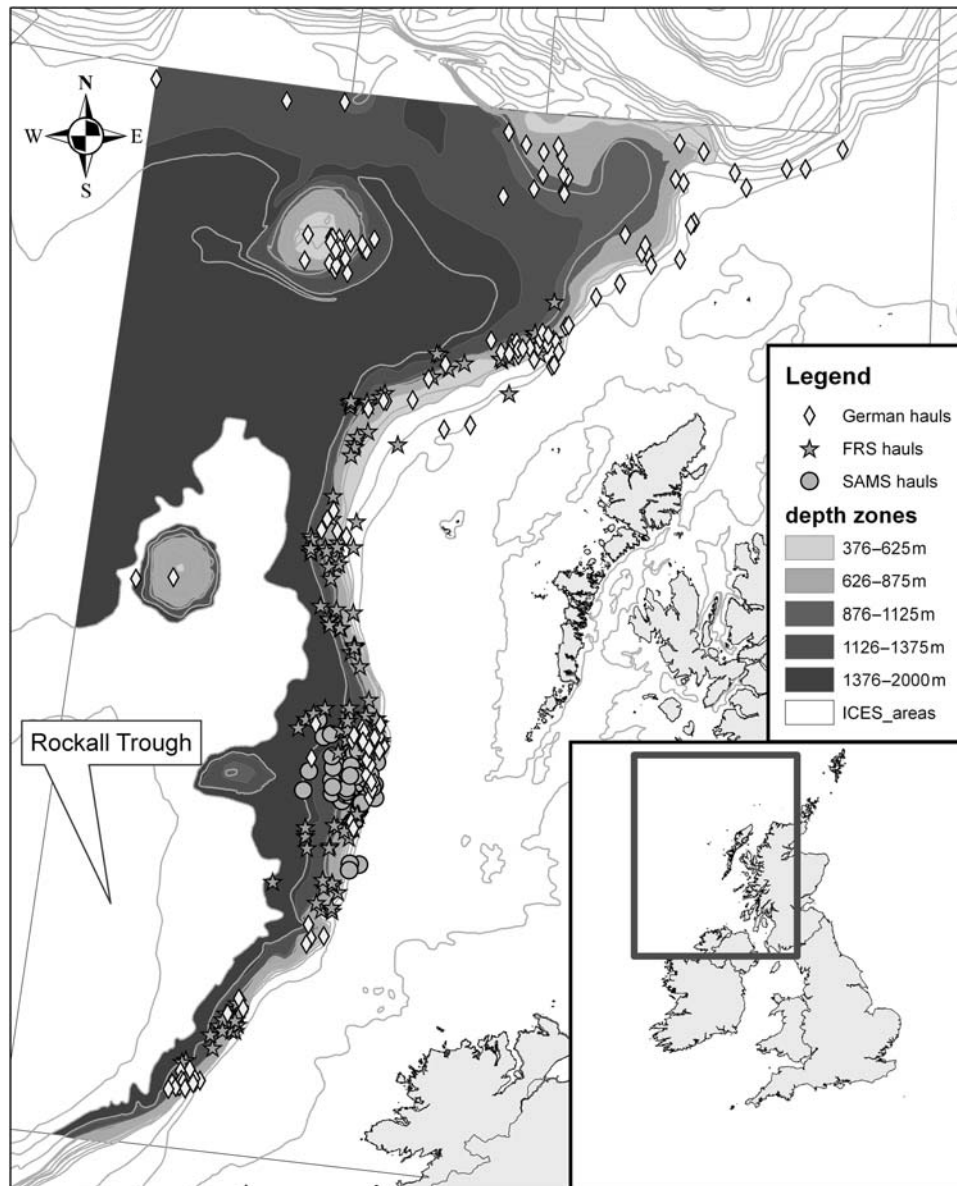 N
W E
S
Legend
German hauls
FRS hauls
SAMS hauls
depth zones
376–625m
626–875m
876–1125m
1126–1375m
1376–2000m
ICES_areas
Rockall Trough